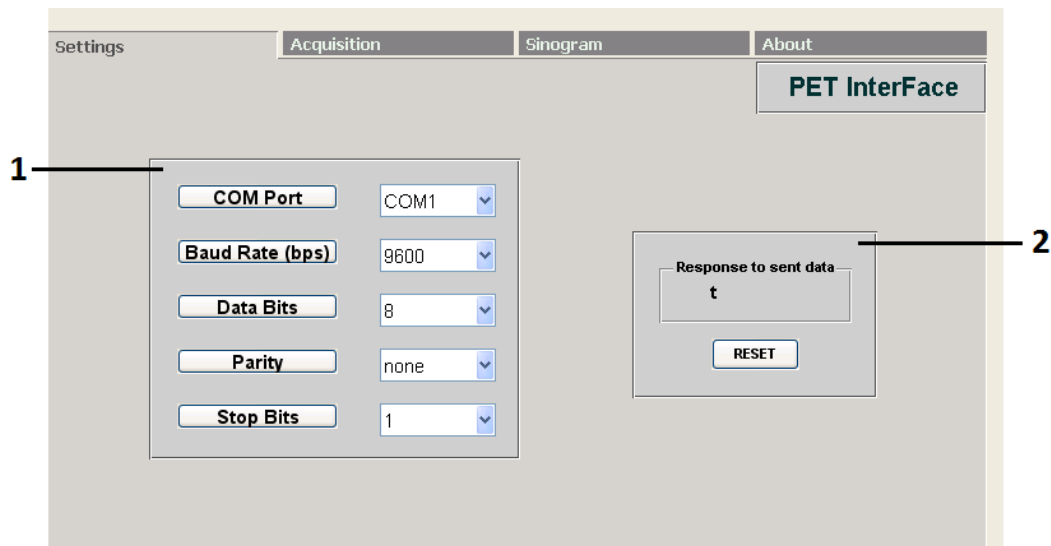 Settings Acquisition Sinogram About
PET InterFace
1
COM Port COM1
Baud Rate (bps) 9600
Data Bits 8
Parity none
Stop Bits 1
2
Response to sent data
t
RESET